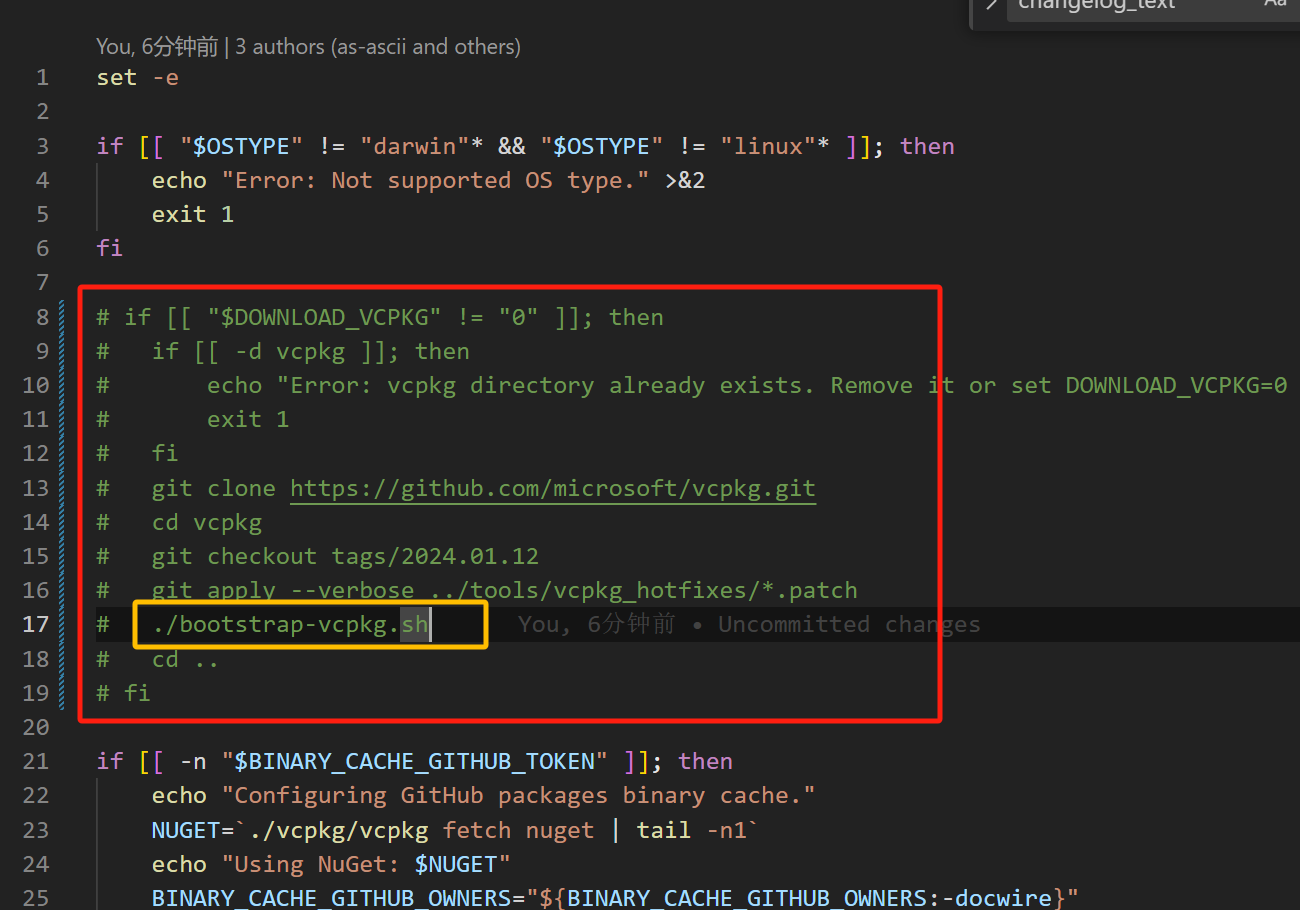 changelog_text Aa
You, 6分钟前 | 3 authors (as-ascii and others)
1 set -e
2
3 if [[ "$OSTYPE" != "darwin"* && "$OSTYPE" != "linux"* ]]; then
4 echo "Error: Not supported OS type." >&2
5 exit 1
6 fi
7
8 # if [[ "$DOWNLOAD_VCPKG" != "0" ]]; then
9 # if [[ -d vcpkg ]]; then
10 # echo "Error: vcpkg directory already exists. Remove it or set DOWNLOAD_VCPKG=0
11 # exit 1
12 # fi
13 # git clone https://github.com/microsoft/vcpkg.git
14 # cd vcpkg
15 # git checkout tags/2024.01.12
16 # git apply --verbose ../tools/vcpkg_hotfixes/*.patch
17 # ./bootstrap-vcpkg.sh You, 6分钟前 • Uncommitted changes
18 # cd ..
19 # fi
20
21 if [[ -n "$BINARY_CACHE_GITHUB_TOKEN" ]]; then
22 echo "Configuring GitHub packages binary cache."
23 NUGET=`./vcpkg/vcpkg fetch nuget | tail -n1`
24 echo "Using NuGet: $NUGET"
25 BINARY_CACHE_GITHUB_OWNERS="${BINARY_CACHE_GITHUB_OWNERS:-docwire}"